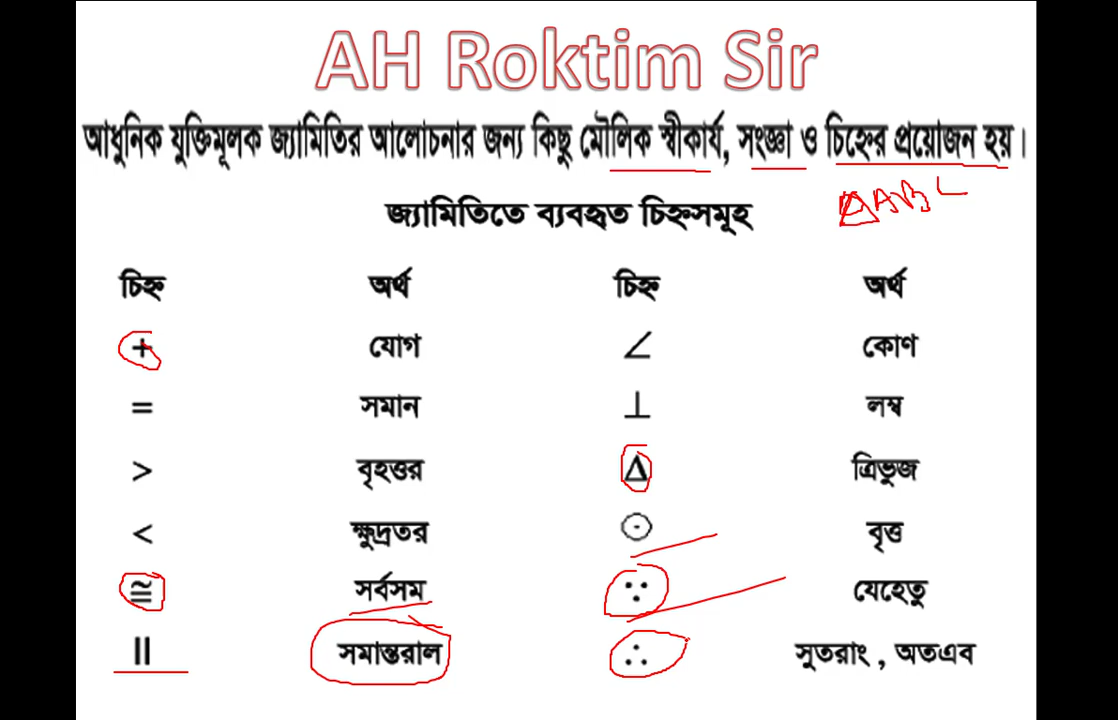 AH Roktim Sir
আধুনিক যুক্তিমূলক জ্যামিতির আলোচনার জন্য কিছু মৌলিক স্বীকার্য, সংজ্ঞা ও চিহ্নের প্রয়োজন হয়।
জ্যামিতিতে ব্যবহৃত চিহ্নসমূহ
△ABC
চিহ্ন অর্থ চিহ্ন অর্থ
+ যোগ ∠ কোণ
= সমান ⊥ লম্ব
> বৃহত্তর Δ ত্রিভুজ
< ক্ষুদ্রতর ⊙ বৃত্ত
≅ সর্বসম ∵ যেহেতু
|| সমান্তরাল ∴ সুতরাং , অতএব